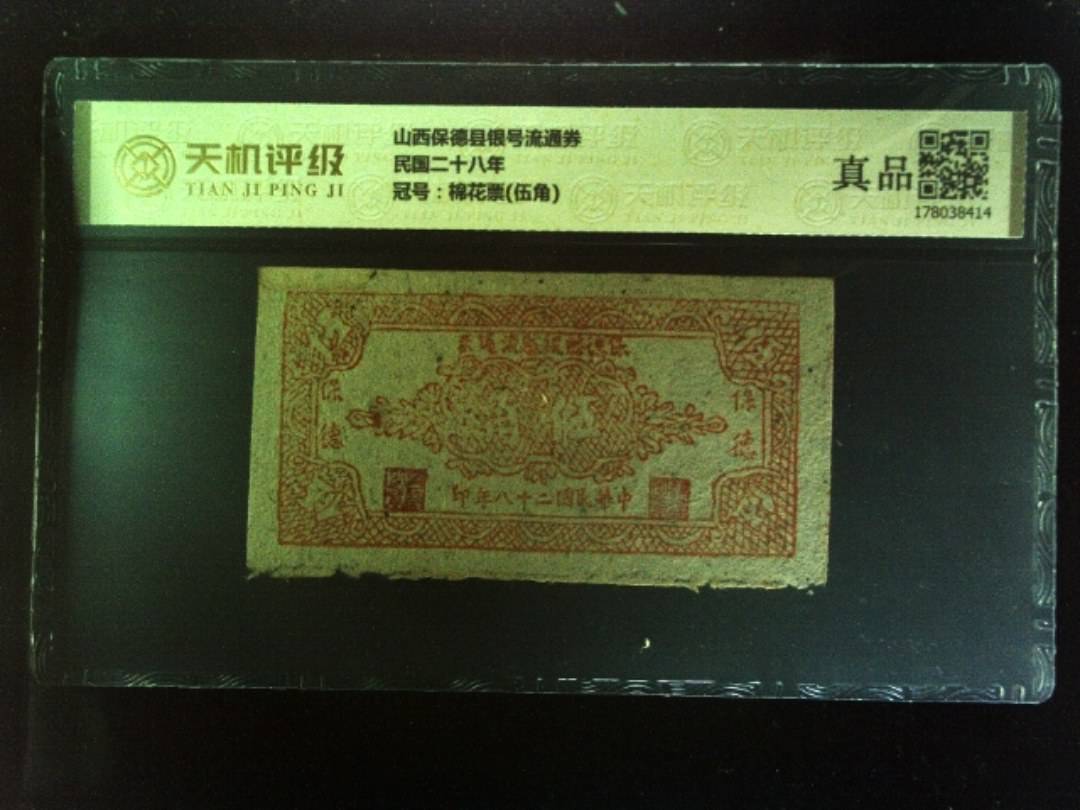 天机评级
TIAN JI PING JI
山西保德县银号流通券
民国二十八年
冠号：棉花票(伍角)
真品
178038414
保德
保德
伍
印年八十二國民華中